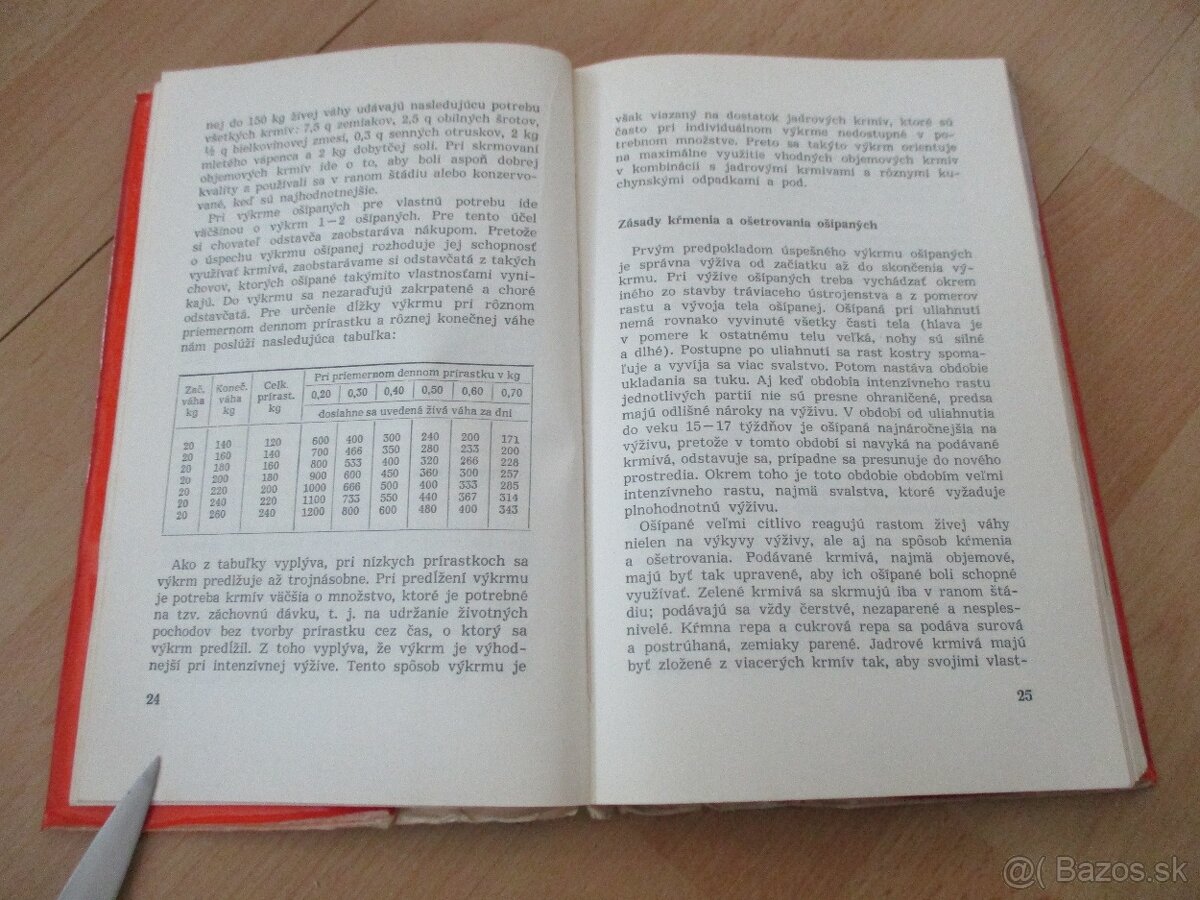 nej do 150 kg živej váhy udávajú nasledujúcu potrebu
všetkých krmív: 7,5 q zemiakov, 2,5 q obilných šrotov,
½ q bielkovinovej zmesi, 0,3 q senných otruskov, 2 kg
mletého vápenca a 2 kg dobytčej soli. Pri skrmovaní
objemových krmív ide o to, aby boli aspoň dobrej
kvality a používali sa v ranom štádiu alebo konzervo-
vané, keď sú najhodnotnejšie.
Pri výkrme ošípaných pre vlastnú potrebu ide
väčšinou o výkrm 1—2 ošípaných. Pre tento účel
si chovateľ odstavča zaobstaráva nákupom. Pretože
o úspechu výkrmu ošípanej rozhoduje jej schopnosť
využívať krmivá, zaobstarávame si odstavčatá z takých
chovov, ktorých ošípané takýmito vlastnosťami vyni-
kajú. Do výkrmu sa nezaraďujú zakrpatené a choré
odstavčatá. Pre určenie dĺžky výkrmu pri rôznom
priemernom dennom prírastku a rôznej konečnej váhe
nám poslúži nasledujúca tabuľka:
Zač. váha kg Koneč. váha kg Celk. prírast. kg Pri priemernom dennom prírastku v kg
0,20 0,30 0,40 0,50 0,60 0,70
dosiahne sa uvedená živá váha za dní
20 140 120 600 400 300 240 200 171
20 160 140 700 466 350 280 233 200
20 180 160 800 533 400 320 266 228
20 200 180 900 600 450 360 300 257
20 220 200 1000 666 500 400 333 285
20 240 220 1100 733 550 440 367 314
20 260 240 1200 800 600 480 400 343
Ako z tabuľky vyplýva, pri nízkych prírastkoch sa
výkrm predlžuje až trojnásobne. Pri predĺžení výkrmu
je potreba krmív väčšia o množstvo, ktoré je potrebné
na tzv. záchovnú dávku, t. j. na udržanie životných
pochodov bez tvorby prírastku cez čas, o ktorý sa
výkrm predĺžil. Z toho vyplýva, že výkrm je výhod-
nejší pri intenzívnej výžive. Tento spôsob výkrmu je
24
však viazaný na dostatok jadrových krmív, ktoré sú
často pri individuálnom výkrme nedostupné v po-
trebnom množstve. Preto sa takýto výkrm orientuje
na maximálne využitie vhodných objemových krmív
v kombinácii s jadrovými krmivami a rôznymi ku-
chynskými odpadkami a pod.
Zásady kŕmenia a ošetrovania ošípaných
Prvým predpokladom úspešného výkrmu ošípaných
je správna výživa od začiatku až do skončenia vý-
krmu. Pri výžive ošípaných treba vychádzať okrem
iného zo stavby tráviaceho ústrojenstva a z pomerov
rastu a vývoja tela ošípanej. Ošípaná pri uliahnutí
nemá rovnako vyvinuté všetky časti tela (hlava je
v pomere k ostatnému telu veľká, nohy sú silné
a dlhé). Postupne po uliahnutí sa rast kostry spoma-
ľuje a vyvíja sa viac svalstvo. Potom nastáva obdobie
ukladania sa tuku. Aj keď obdobia intenzívneho rastu
jednotlivých partií nie sú presne ohraničené, predsa
majú odlišné nároky na výživu. V období od uliahnutia
do veku 15—17 týždňov je ošípaná najnáročnejšia na
výživu, pretože v tomto období si navyká na podávané
krmivá, odstavuje sa, prípadne sa presunuje do nového
prostredia. Okrem toho je toto obdobie obdobím veľmi
intenzívneho rastu, najmä svalstva, ktoré vyžaduje
plnohodnotnú výživu.
Ošípané veľmi citlivo reagujú rastom živej váhy
nielen na výkyvy výživy, ale aj na spôsob kŕmenia
a ošetrovania. Podávané krmivá, najmä objemové,
majú byť tak upravené, aby ich ošípané boli schopné
využívať. Zelené krmivá sa skrmujú iba v ranom štá-
diu; podávajú sa vždy čerstvé, nezaparené a nesples-
nivelé. Kŕmna repa a cukrová repa sa podáva surová
a postrúhaná, zemiaky parené. Jadrové krmivá majú
byť zložené z viacerých krmív tak, aby svojimi vlast-
25
@( Bazos.sk